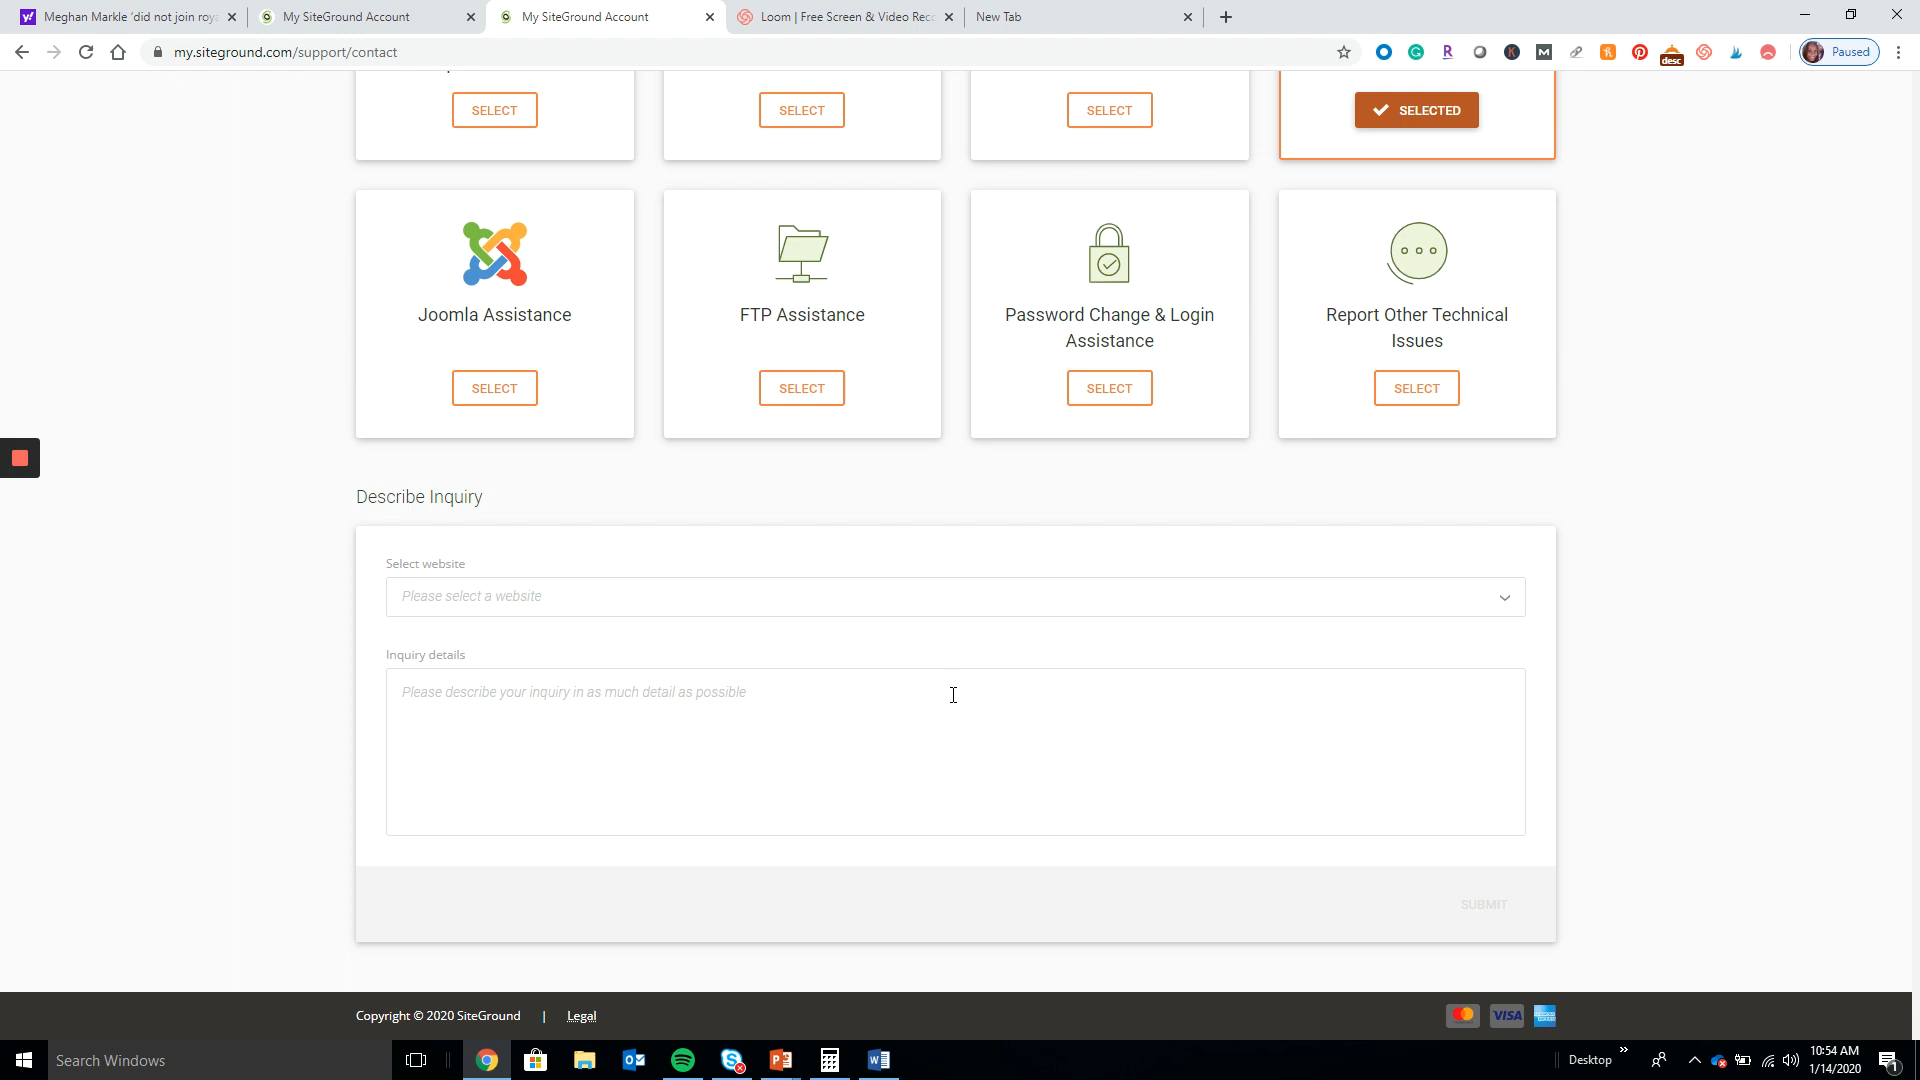 Meghan Markle 'did not join roya
My SiteGround Account
My SiteGround Account
Loom | Free Screen & Video Rec
New Tab
my.siteground.com/support/contact
desc
Paused
SELECT
SELECT
SELECT
SELECTED
Joomla Assistance
FTP Assistance
Password Change & Login
Assistance
Report Other Technical
Issues
SELECT
SELECT
SELECT
SELECT
Describe Inquiry
Select website
Please select a website
Inquiry details
Please describe your inquiry in as much detail as possible
SUBMIT
Copyright © 2020 SiteGround | Legal
VISA
Search Windows
Desktop
10:54 AM
1/14/2020
1